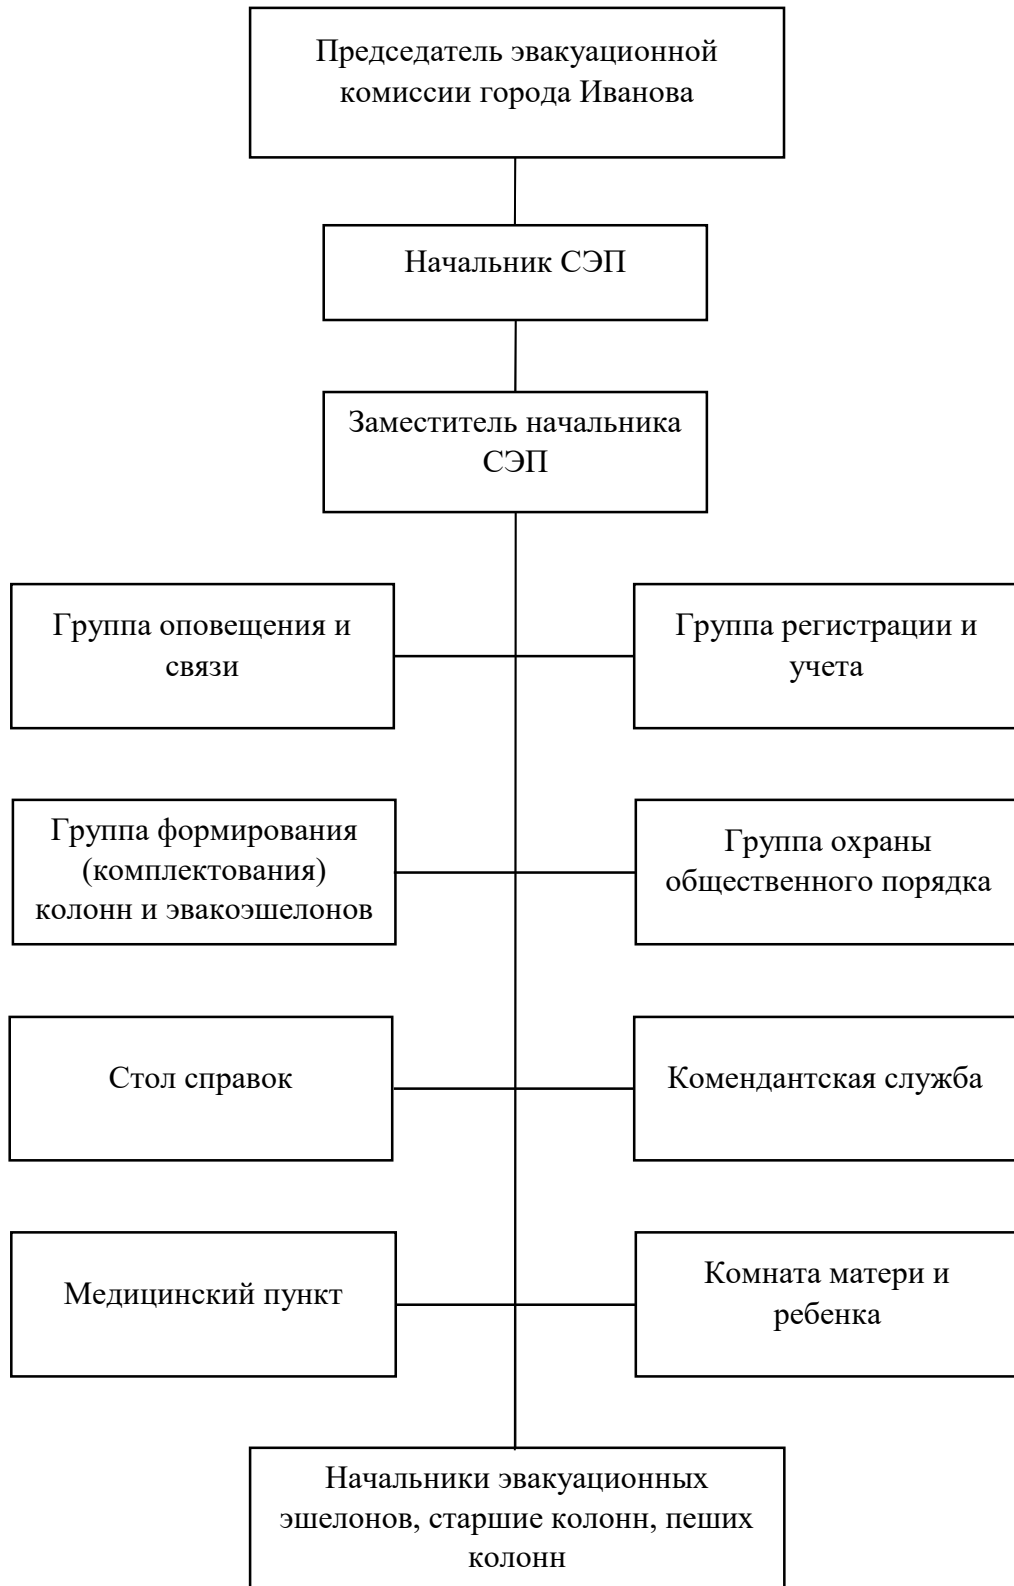 Председатель эвакуационной
комиссии города Иванова
Начальник СЭП
Заместитель начальника
СЭП
Группа оповещения и
связи
Группа регистрации и
учета
Группа формирования
(комплектования)
колонн и эвакоэшелонов
Группа охраны
общественного порядка
Стол справок
Комендантская служба
Медицинский пункт
Комната матери и
ребенка
Начальники эвакуационных
эшелонов, старшие колонн, пеших
колонн